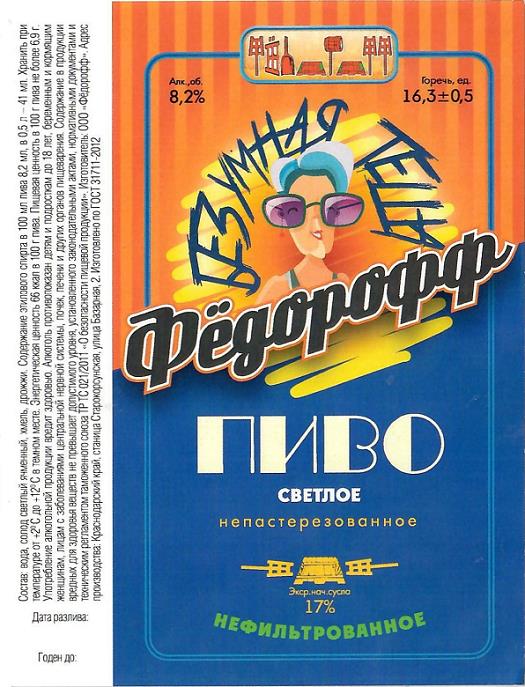 Алк.,об.
8,2%
Горечь, ед.
16,3±0,5
БЕЗУМНАЯ
ТЕЩА
Фёдорофф
ПИВО
СВЕТЛОЕ
непастерезованное
Экср.нач.сусла
17%
НЕФИЛЬТРОВАННОЕ
Состав: вода, солод светлый ячменный, хмель, дрожжи. Содержание этилового спирта в 100 мл пива 8,2 мл, в 0,5 л – 41 мл. Хранить при
температуре от +2°С до +12°С в темном месте. Энергетическая ценность 66 ккал в 100 г пива. Пищевая ценность в 100 г пива не более 6,9 г.
Употребление алкогольной продукции вредит здоровью. Алкоголь противопоказан детям и подросткам до 18 лет, беременным и кормящим
женщинам, лицам с заболеваниями центральной нервной системы, почек, печени и других органов пищеварения. Содержание в продукции
вредных для здоровья веществ не превышает допустимого уровня, установленного законодательными актами, нормативными документами и
техническим регламентом таможенного союза ТР ТС 021/2011 «О безопасности пищевой продукции». Изготовитель: ООО «Фёдорофф» Адрес
производства: Краснодарский край, станица Старокорсунская, улица Базарная, 2. Изготовлено по ГОСТ 31711-2012
Дата разлива:
Годен до: